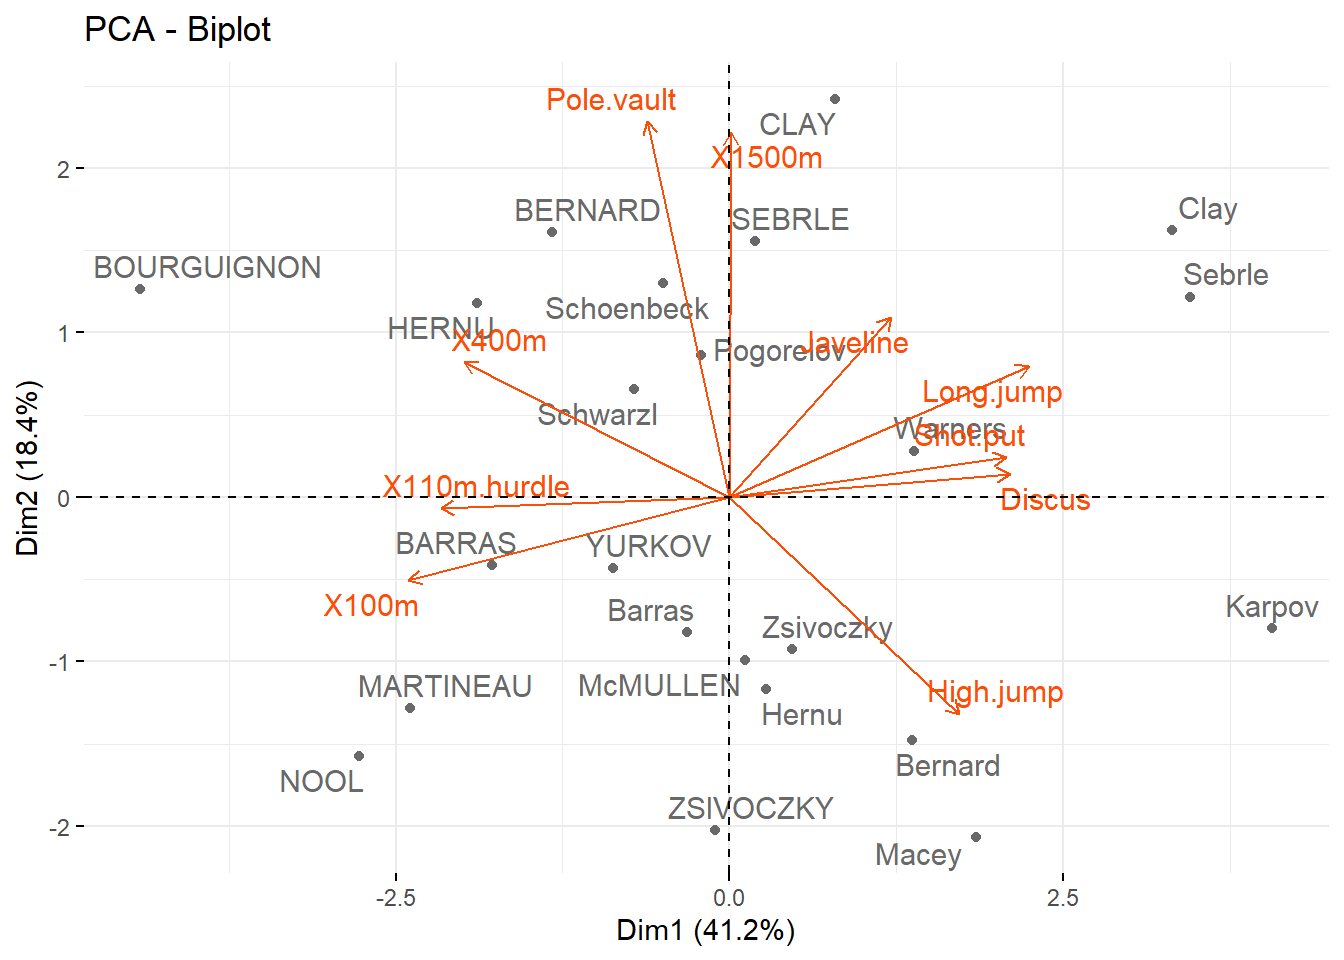 PCA - Biplot
Pole.vault
CLAY
X1500m
BERNARD
SEBRLE
Clay
BOURGUIGNON
Sebrle
Schoenbeck
HERNU
X400m
Javeline
Pogorelov
Long.jump
Schwarzl
Warners
Shot.put
X110m.hurdle
Discus
BARRAS
YURKOV
X100m
Barras
Karpov
Zsivoczky
MARTINEAU
McMULLEN
High.jump
Hernu
Bernard
NOOL
ZSIVOCZKY
Macey
2
1
0
-1
-2
Dim2 (18.4%)
-2.5
0.0
2.5
Dim1 (41.2%)